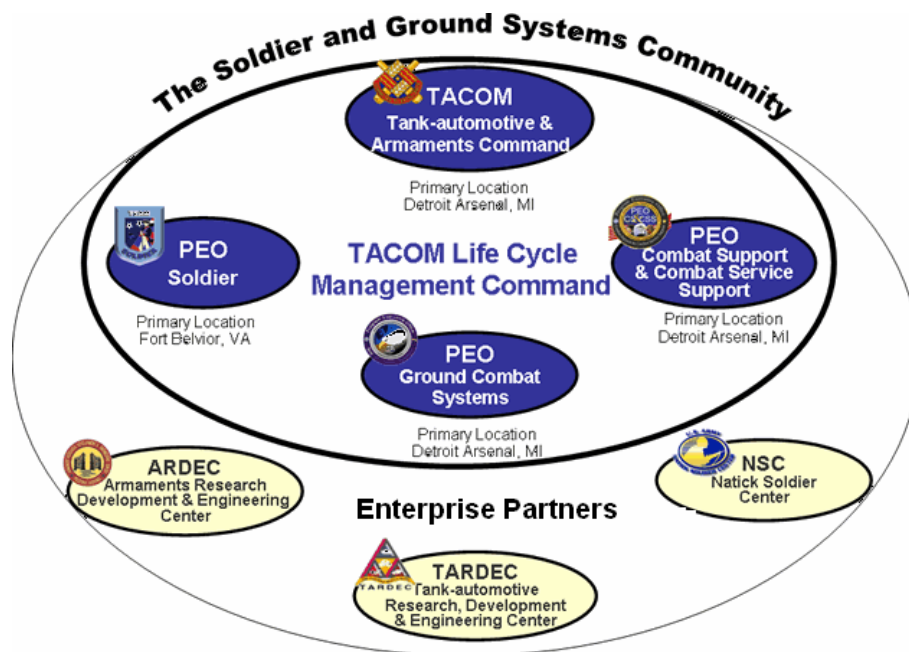 The Soldier and Ground Systems Community
TACOM
Tank-automotive &
Armaments Command
Primary Location
Detroit Arsenal, MI
PEO
Soldier
Primary Location
Fort Belvior, VA
TACOM Life Cycle
Management Command
PEO
Combat Support
& Combat Service
Support
Primary Location
Detroit Arsenal, MI
PEO
Ground Combat
Systems
Primary Location
Detroit Arsenal, MI
ARDEC
Armaments Research
Development & Engineering
Center
Enterprise Partners
NSC
Natick Soldier
Center
TARDEC
TARDEC
Tank-automotive
Research, Development
& Engineering Center